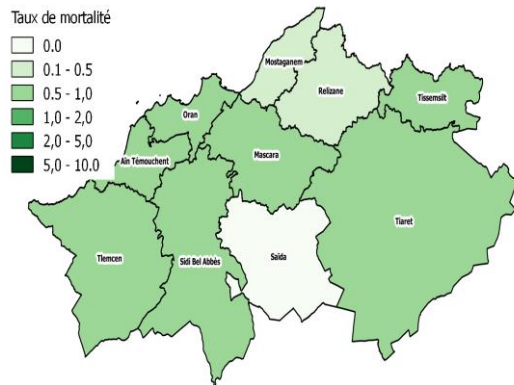 Taux de mortalité
0.0
0.1 - 0.5
0.5 - 1,0
1,0 - 2,0
2,0 - 5,0
5,0 - 10.0
Mostaganem
Relizane
Tissemsilt
Oran
Mascara
Aïn Témouchent
Tiaret
Saïda
Tlemcen
Sidi Bel Abbès